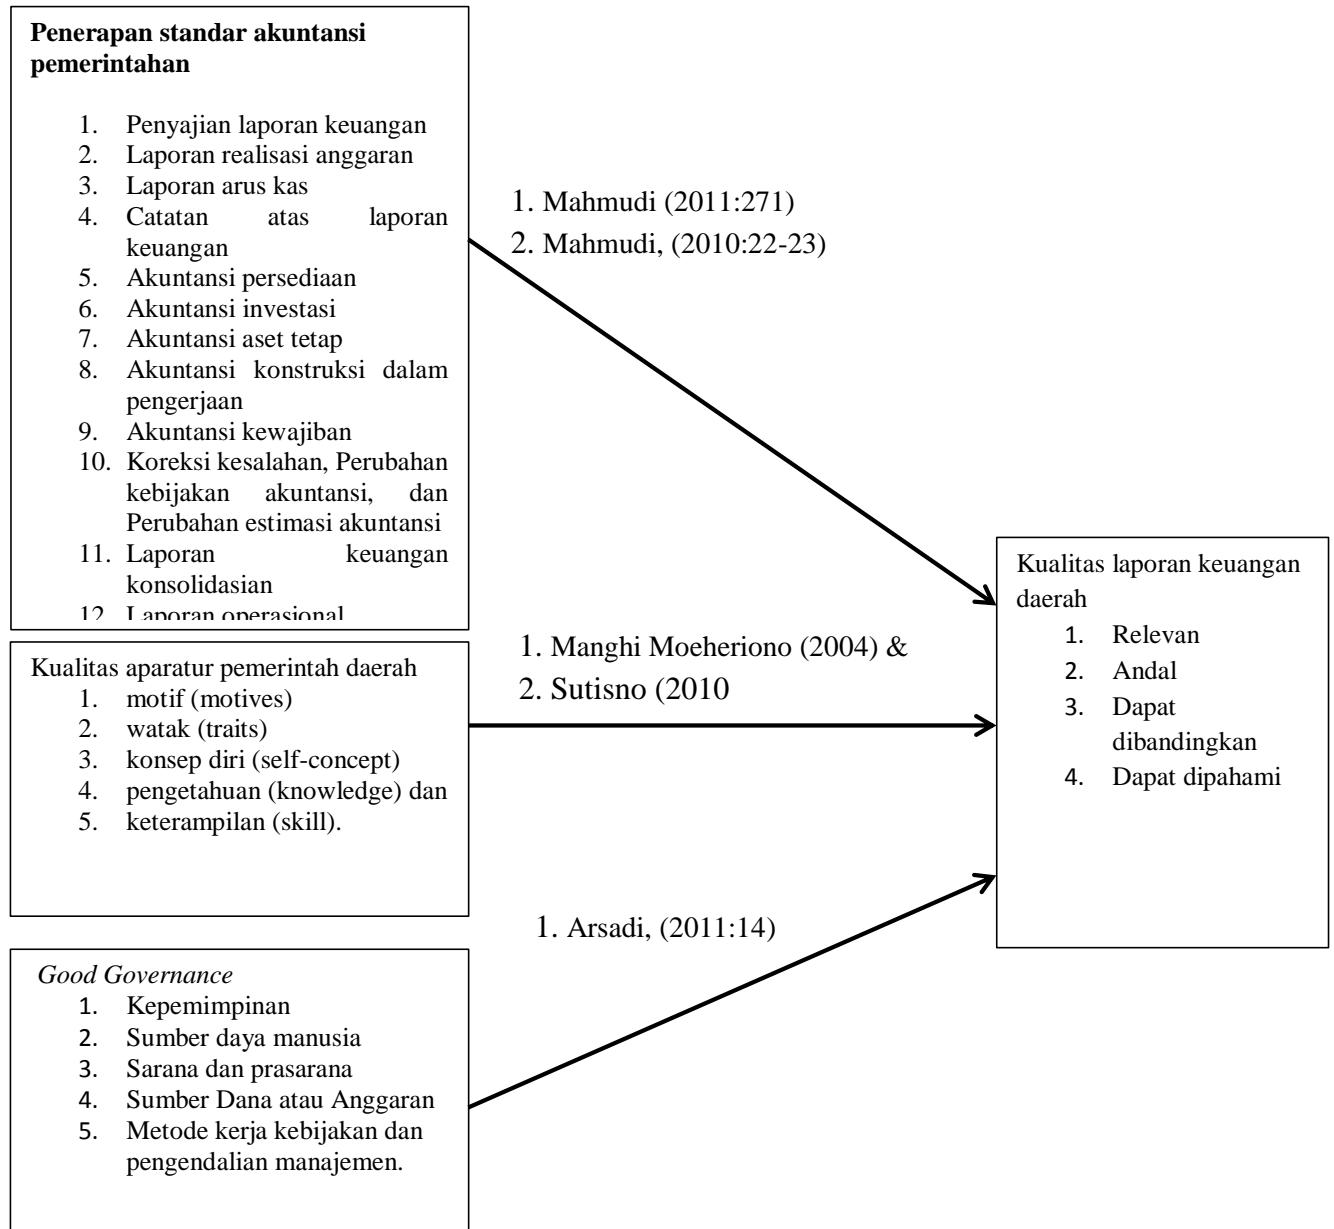 Penerapan standar akuntansi
pemerintahan
1. Penyajian laporan keuangan
2. Laporan realisasi anggaran
3. Laporan arus kas
4. Catatan atas laporan
keuangan
5. Akuntansi persediaan
6. Akuntansi investasi
7. Akuntansi aset tetap
8. Akuntansi konstruksi dalam
pengerjaan
9. Akuntansi kewajiban
10. Koreksi kesalahan, Perubahan
kebijakan akuntansi, dan
Perubahan estimasi akuntansi
11. Laporan keuangan
konsolidasian
12. Laporan operasional
1. Mahmudi (2011:271)
2. Mahmudi, (2010:22-23)
Kualitas aparatur pemerintah daerah
1. motif (motives)
2. watak (traits)
3. konsep diri (self-concept)
4. pengetahuan (knowledge) dan
5. keterampilan (skill).
1. Manghi Moeheriono (2004) &
2. Sutisno (2010
Good Governance
1. Kepemimpinan
2. Sumber daya manusia
3. Sarana dan prasarana
4. Sumber Dana atau Anggaran
5. Metode kerja kebijakan dan
pengendalian manajemen.
1. Arsadi, (2011:14)
Kualitas laporan keuangan
daerah
1. Relevan
2. Andal
3. Dapat
dibandingkan
4. Dapat dipahami